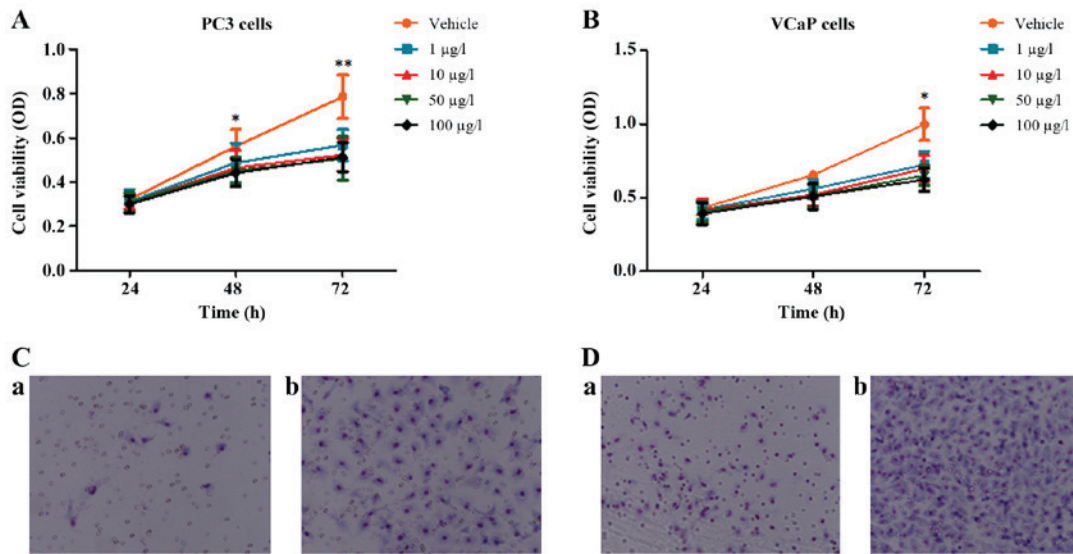 A
PC3 cells
Cell viability (OD)
1.0
0.8
0.6
0.4
0.2
0.0
*
**
24
48
72
Time (h)
Vehicle
1 µg/l
10 µg/l
50 µg/l
100 µg/l
B
VCaP cells
Cell viability (OD)
1.5
1.0
0.5
0.0
*
24
48
72
Time (h)
Vehicle
1 µg/l
10 µg/l
50 µg/l
100 µg/l
C
a
b
D
a
b